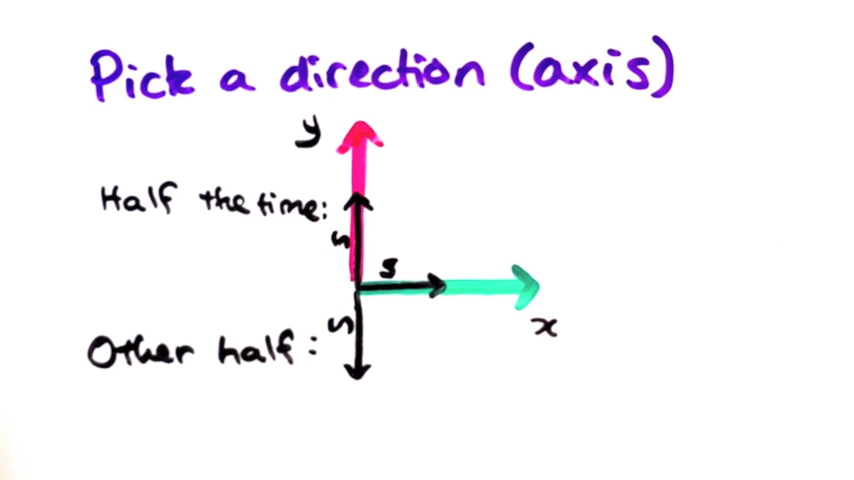 Pick a direction (axis)
y
Half the time:
s
s
s
x
Other half: